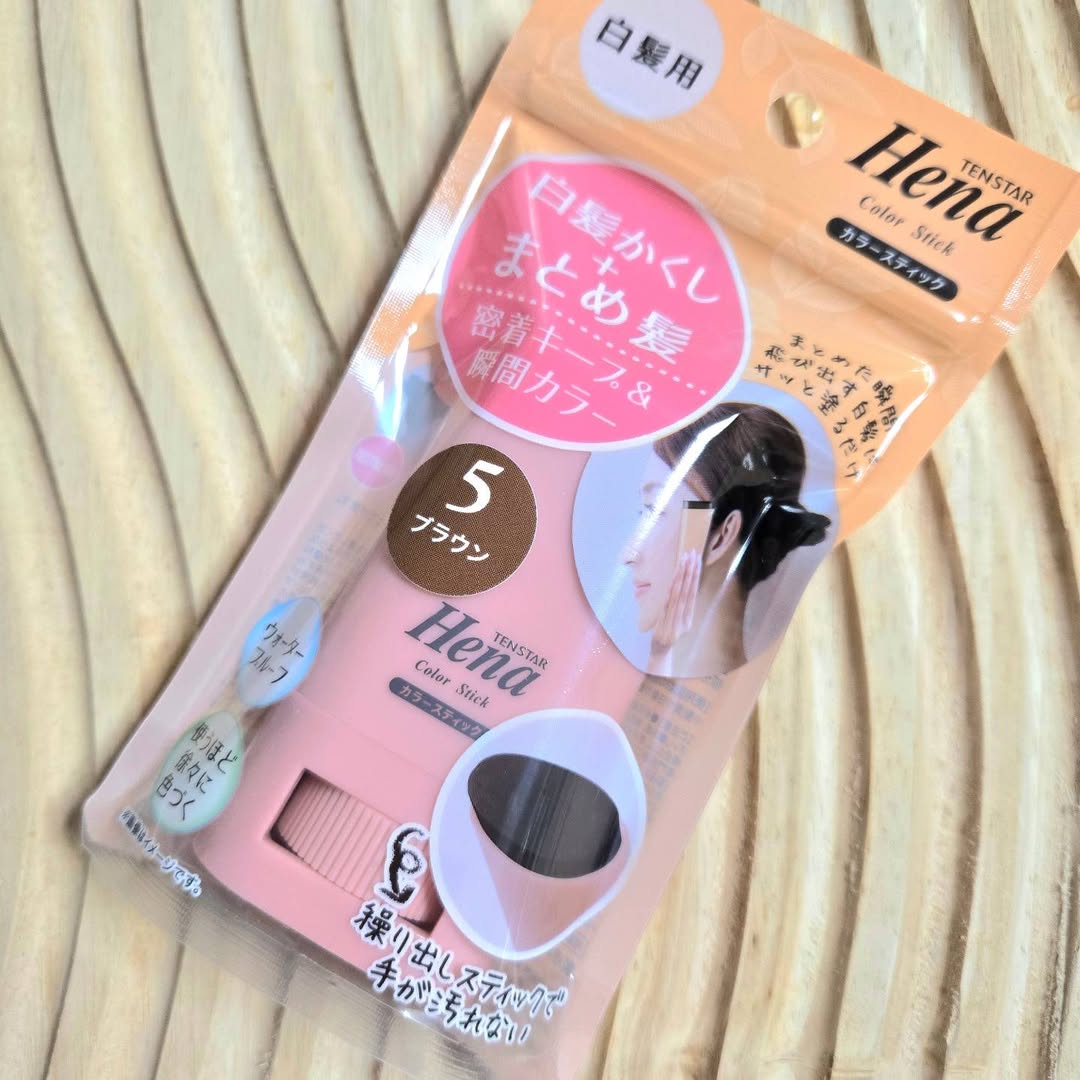 白髪用
TENSTAR
Hena
Color Stick
カラースティック
白髪かくし
+
まとめ髪
密着キープ&
瞬間カラー
まとめた瞬間
飛び出す白髪に
サッと塗るだけ
5
ブラウン
TENSTAR
Hena
Color Stick
カラースティック
ウォーター
プルーフ
使うほど
徐々に
色づく
※画像はイメージです。
繰り出しスティックで
手が汚れない